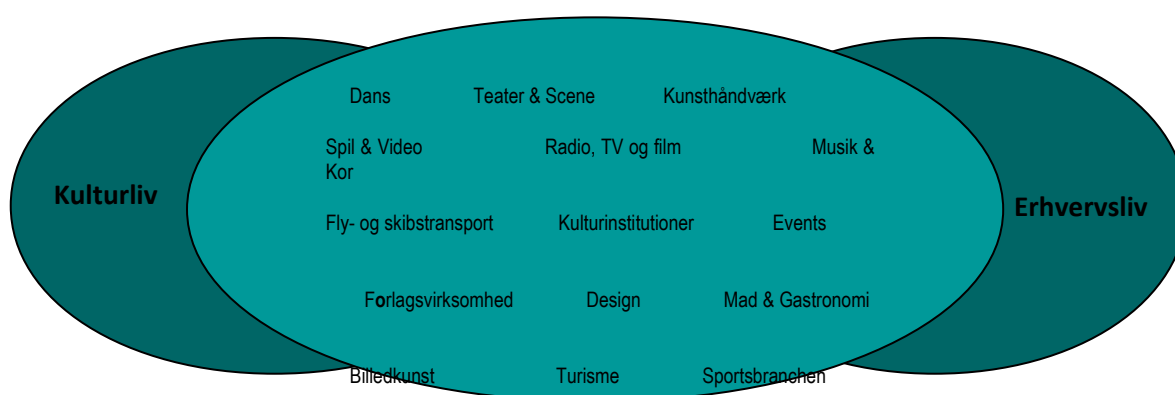 Dans Teater & Scene Kunsthåndværk
Spil & Video Radio, TV og film Musik &
Kor
Kulturliv
Erhvervsliv
Fly- og skibstransport Kulturinstitutioner Events
Forlagsvirksomhed Design Mad & Gastronomi
Billedkunst Turisme Sportsbranchen